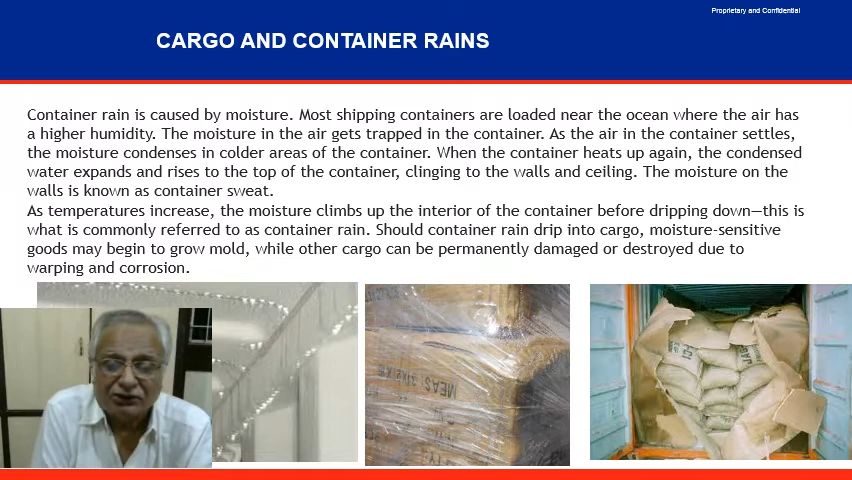 Proprietary and Confidential
CARGO AND CONTAINER RAINS
Container rain is caused by moisture. Most shipping containers are loaded near the ocean where the air has
a higher humidity. The moisture in the air gets trapped in the container. As the air in the container settles,
the moisture condenses in colder areas of the container. When the container heats up again, the condensed
water expands and rises to the top of the container, clinging to the walls and ceiling. The moisture on the
walls is known as container sweat.
As temperatures increase, the moisture climbs up the interior of the container before dripping down—this is
what is commonly referred to as container rain. Should container rain drip into cargo, moisture-sensitive
goods may begin to grow mold, while other cargo can be permanently damaged or destroyed due to
warping and corrosion.
MEAS